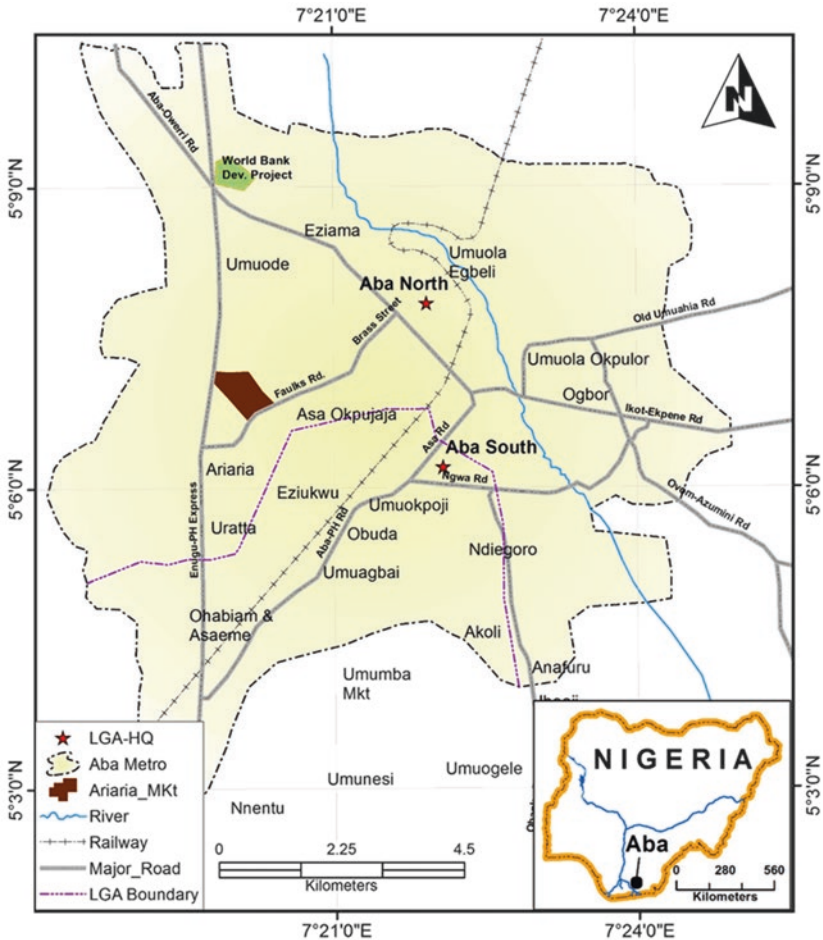 7°21'0"E
7°24'0"E
N
Aba-Owerri Rd
World Bank
Dev. Project
5°9'0"N
5°9'0"N
Eziama
Umuode
Umuola
Egbeli
Aba North
Brass Street
Old Umuahia Rd
Umuola Okpulor
Faulks Rd.
Ogbor
Asa Okpujaja
Ikot-Ekpene Rd
Asa Rd
Aba South
Ariaria
Ngwa Rd
5°6'0"N
5°6'0"N
Eziukwu
Umuokpoji
Ovom-Azumini Rd
Enugu-PH Express
Uratta
Aba-PH Rd
Obuda
Ndiegoro
Umuagbai
Ohabiam &
Asaeme
Akoli
Anafuru
Umumba
Mkt
Umunesi
Umuogele
Nnentu
5°3'0"N
5°3'0"N
LGA-HQ
Aba Metro
Ariaria_MKt
River
Railway
Major_Road
LGA Boundary
0 2.25 4.5
Kilometers
NIGERIA
Aba
0 280 560
Kilometers
7°21'0"E
7°24'0"E